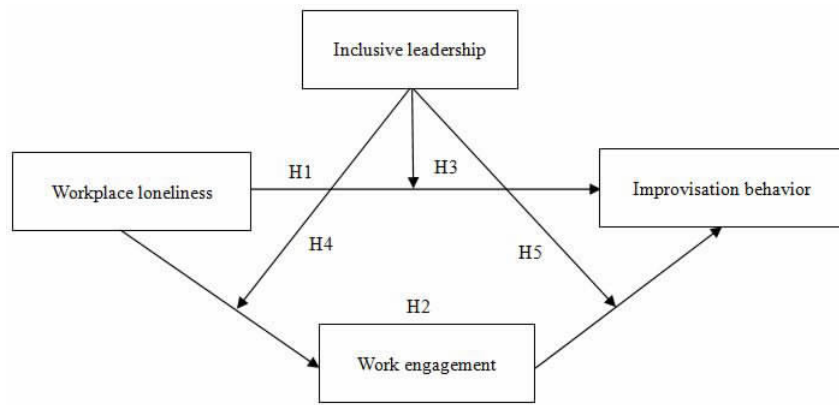 Inclusive leadership
H1
H3
Workplace loneliness
Improvisation behavior
H4
H5
H2
Work engagement